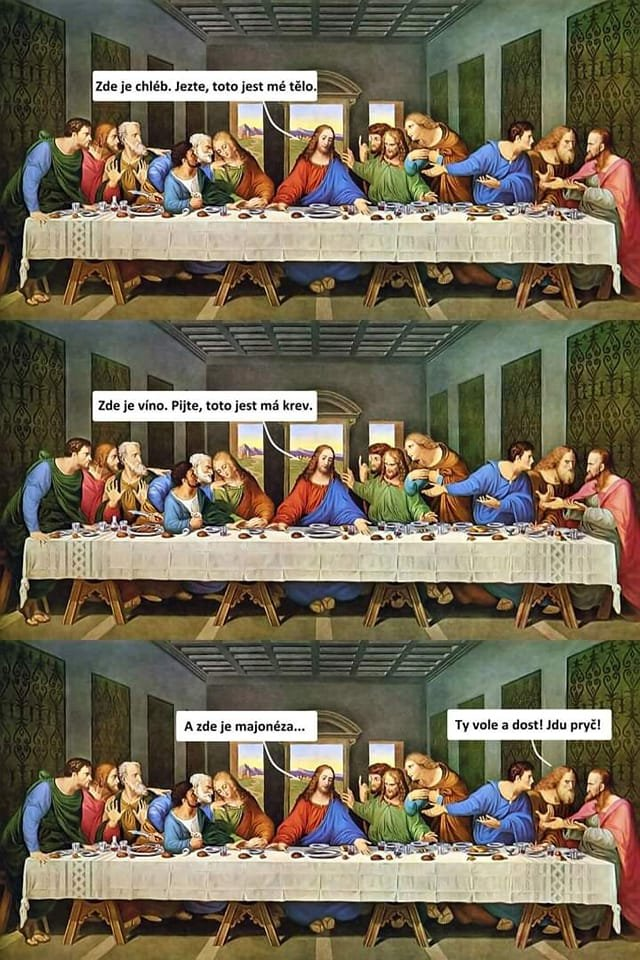 Zde je chléb. Jezte, toto jest mé tělo.
Zde je víno. Pijte, toto jest má krev.
A zde je majonéza...
Ty vole a dost! Jdu pryč!